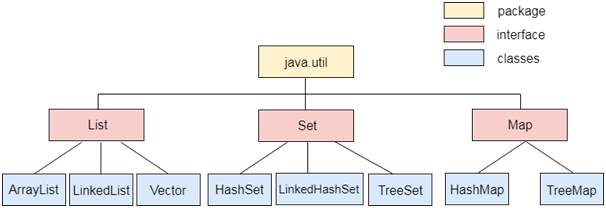 package
interface
classes
java.util
List
Set
Map
ArrayList
LinkedList
Vector
HashSet
LinkedHashSet
TreeSet
HashMap
TreeMap